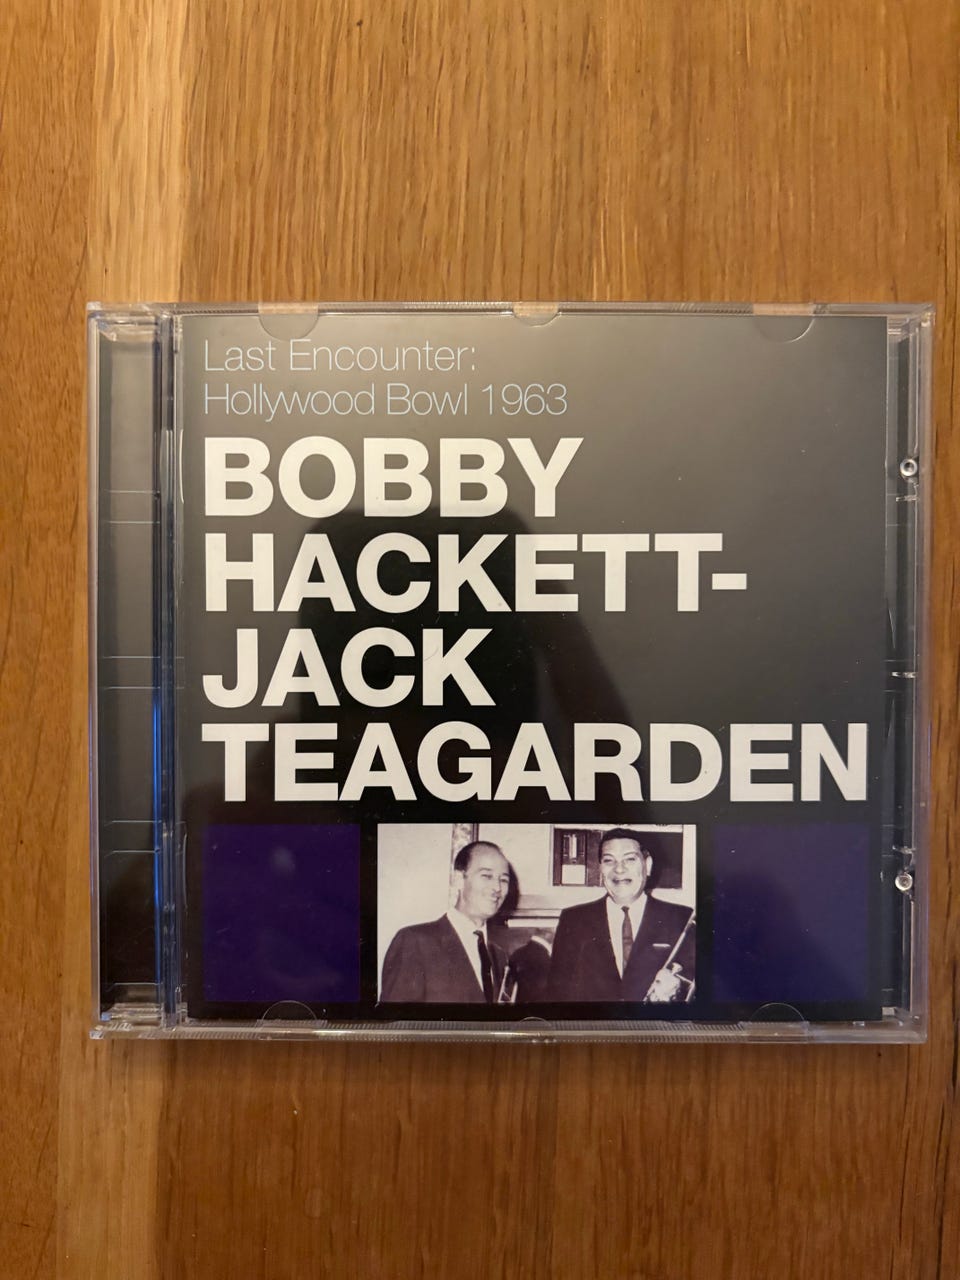 Last Encounter:
Hollywood Bowl 1963
BOBBY
HACKETT-
JACK
TEAGARDEN